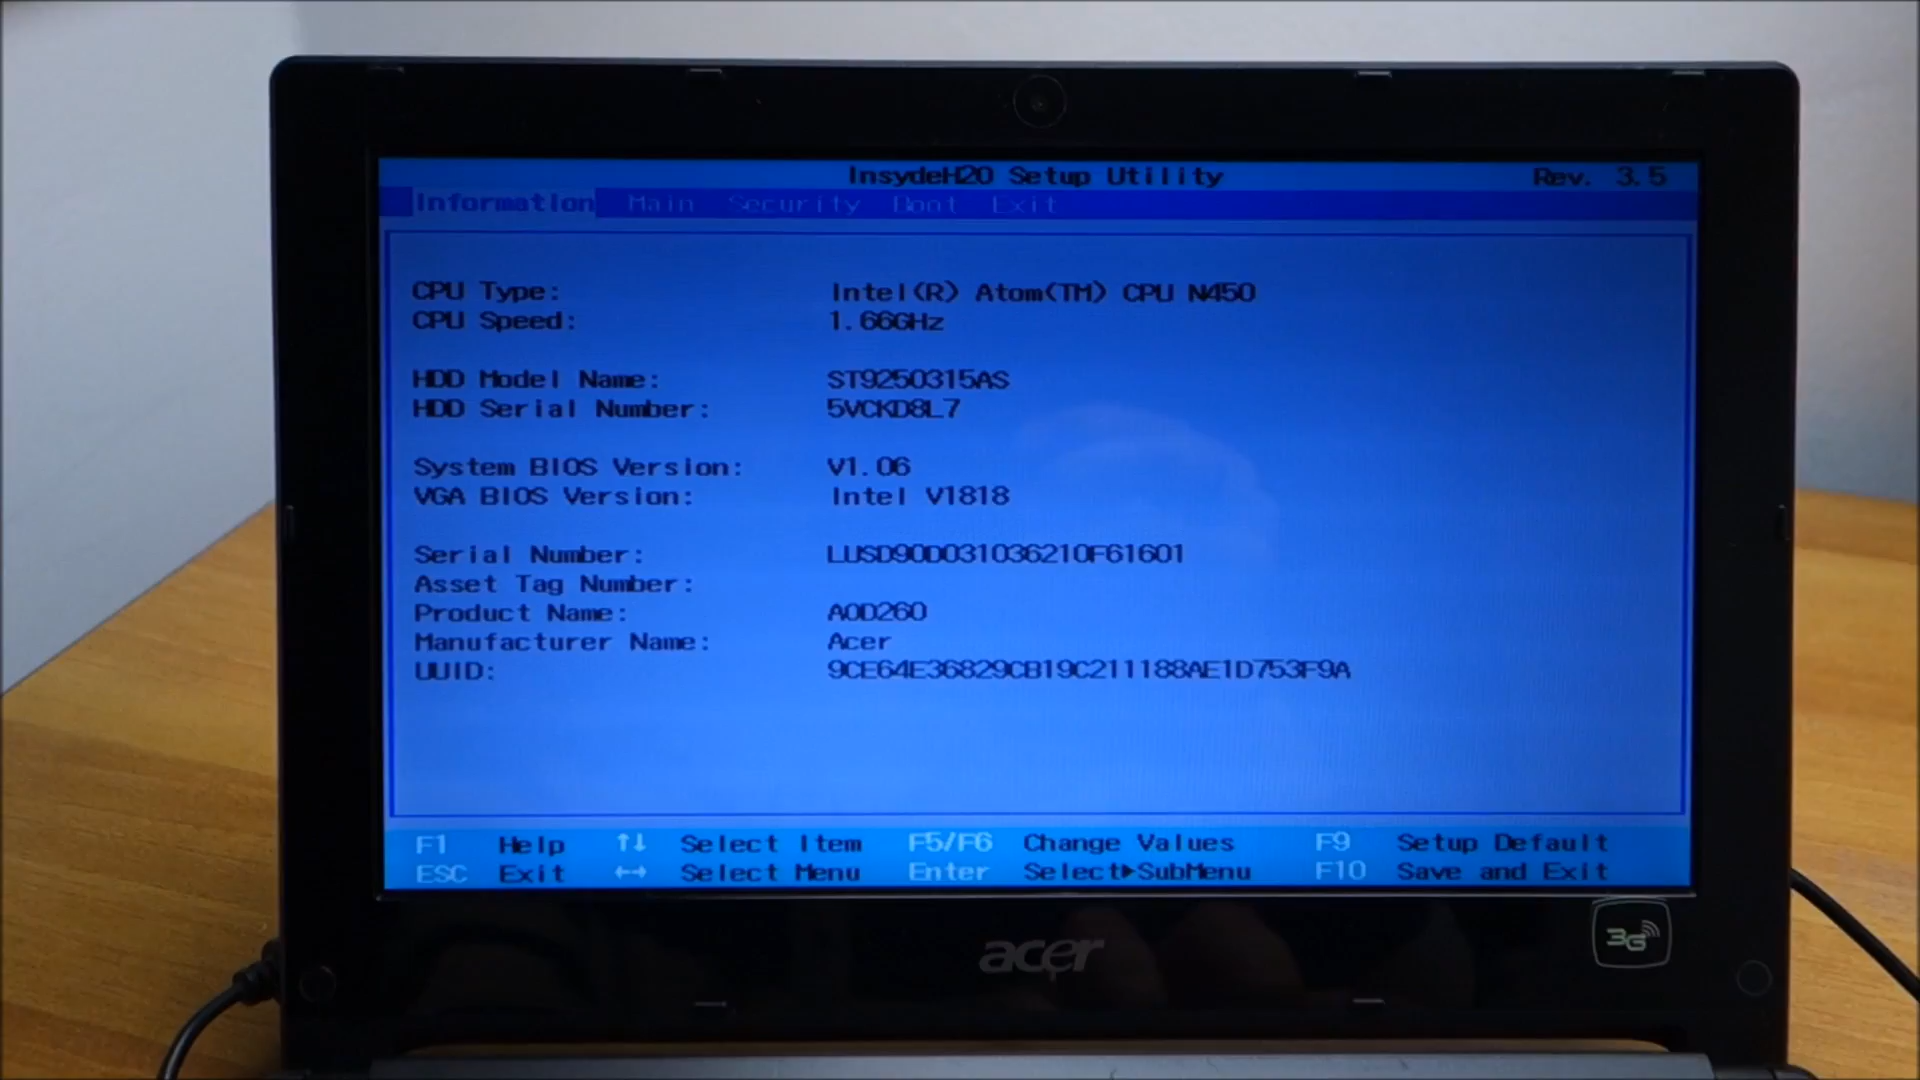 InsydeH2O Setup Utility Rev. 3.5
Information Main Security Boot Exit
CPU Type: Intel(R) Atom(TM) CPU N450
CPU Speed: 1.66GHz
HDD Model Name: ST9250315AS
HDD Serial Number: 5VCKD8L7
System BIOS Version: V1.06
VGA BIOS Version: Intel V1818
Serial Number: LUSD90D031036210F61601
Asset Tag Number:
Product Name: AOD260
Manufacturer Name: Acer
UUID: 9CE64E36829CB19C211188AE1D753F9A
F1 Help ↑↓ Select Item F5/F6 Change Values F9 Setup Default
ESC Exit ←→ Select Menu Enter Select►SubMenu F10 Save and Exit
acer
3G